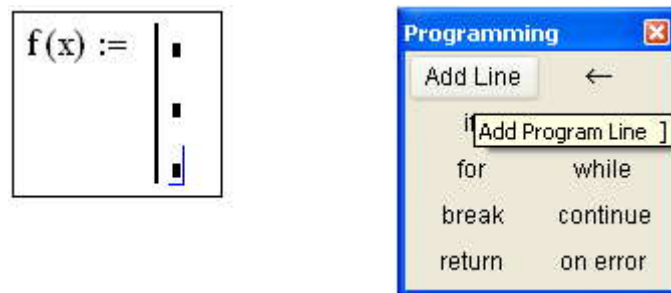 f(x) :=
Programming
Add Line ←
Add Program Line ]
for while
break continue
return on error